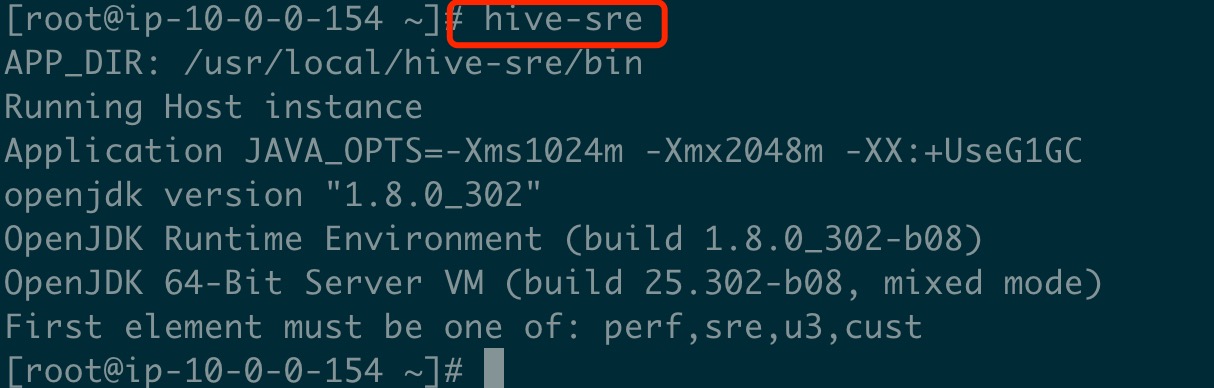 [root@ip-10-0-0-154 ~]# hive-sre
APP_DIR: /usr/local/hive-sre/bin
Running Host instance
Application JAVA_OPTS=-Xms1024m -Xmx2048m -XX:+UseG1GC
openjdk version "1.8.0_302"
OpenJDK Runtime Environment (build 1.8.0_302-b08)
OpenJDK 64-Bit Server VM (build 25.302-b08, mixed mode)
First element must be one of: perf,sre,u3,cust
[root@ip-10-0-0-154 ~]#